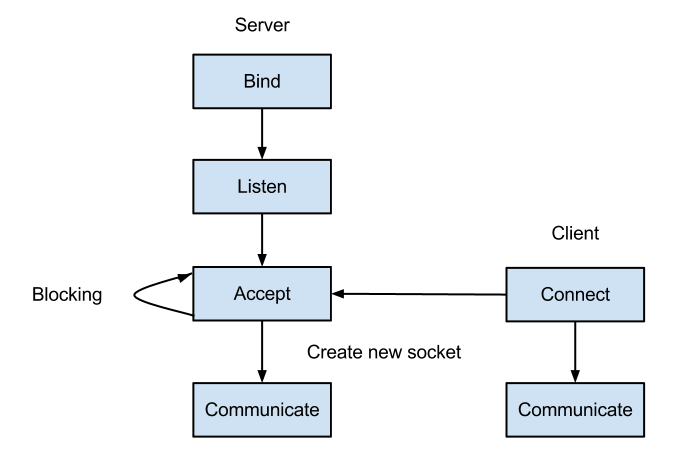 Server
Bind
Listen
Client
Blocking
Accept
Connect
Create new socket
Communicate
Communicate